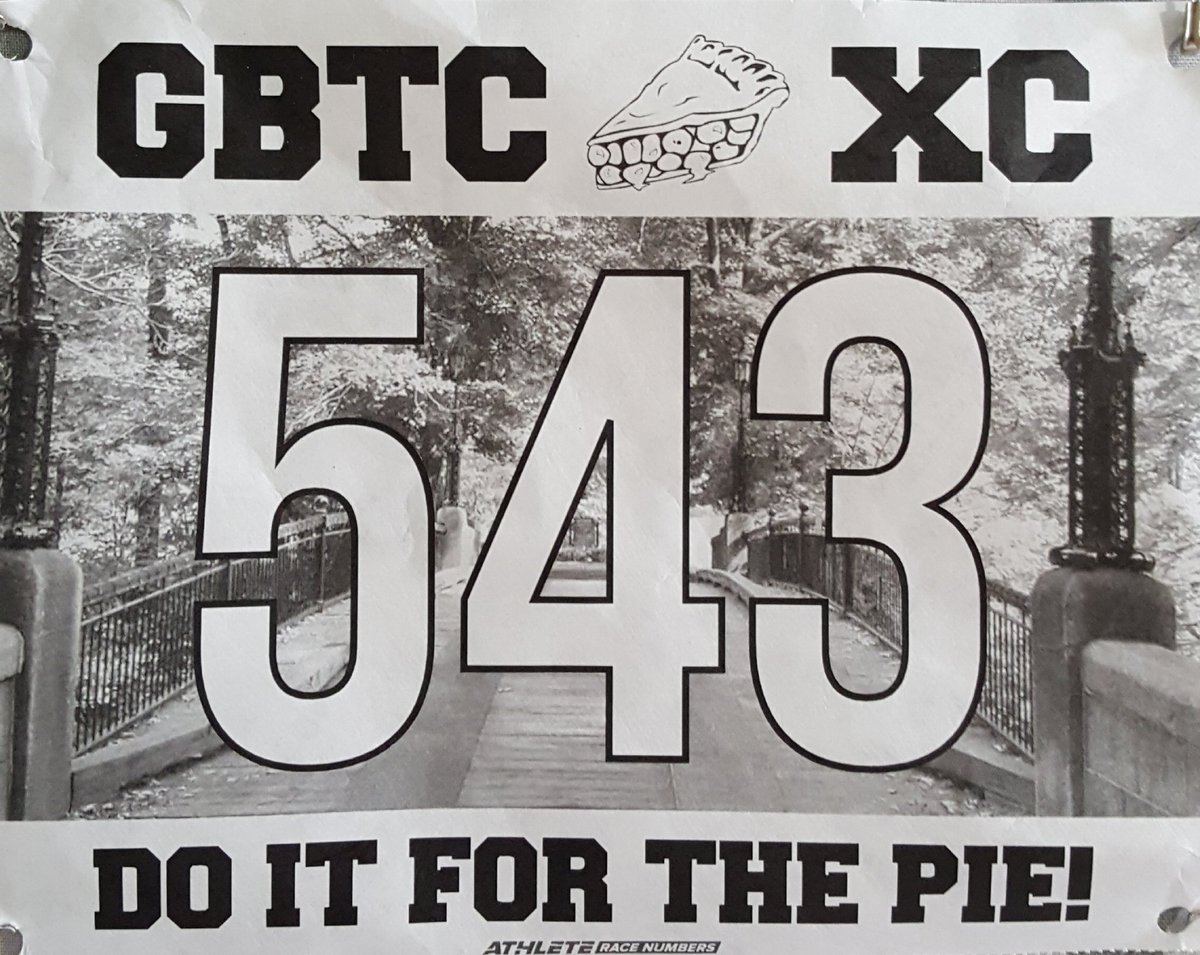 GBTC XC
543
DO IT FOR THE PIE!
ATHLETE RACE NUMBERS